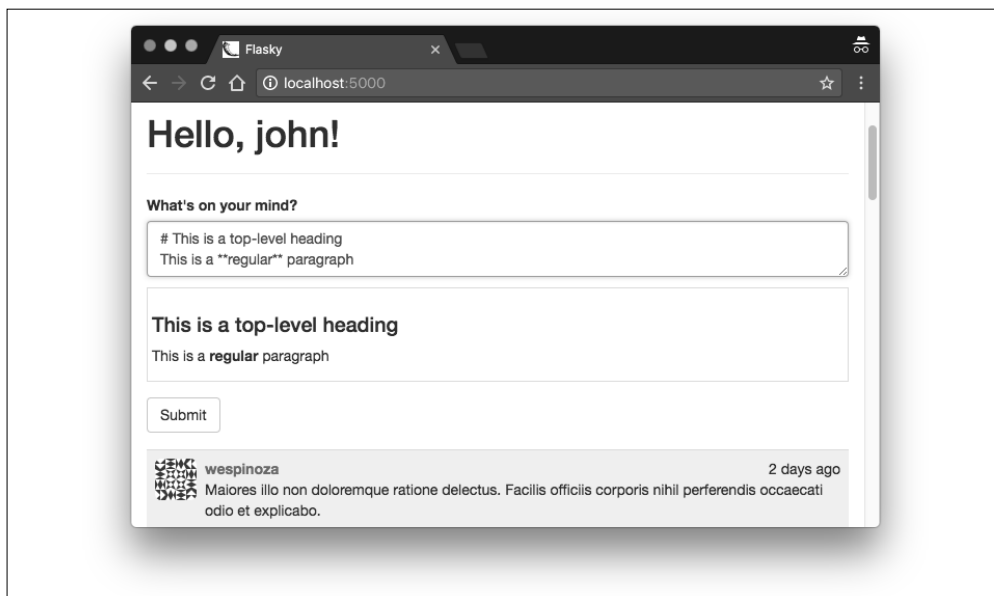 Flasky
localhost:5000
Hello, john!
What's on your mind?
# This is a top-level heading
This is a **regular** paragraph
This is a top-level heading
This is a regular paragraph
Submit
wespinoza
2 days ago
Maiores illo non doloremque ratione delectus. Facilis officiis corporis nihil perferendis occaecati
odio et explicabo.